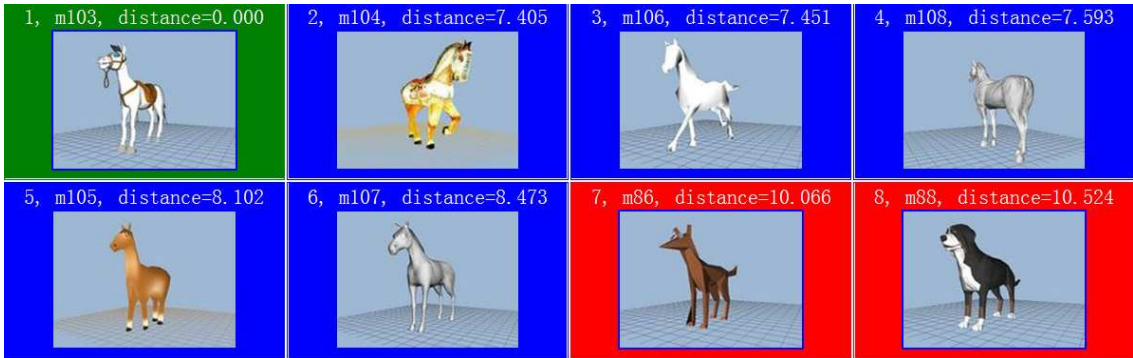 1, m103, distance=0.000
2, m104, distance=7.405
3, m106, distance=7.451
4, m108, distance=7.593
5, m105, distance=8.102
6, m107, distance=8.473
7, m86, distance=10.066
8, m88, distance=10.524